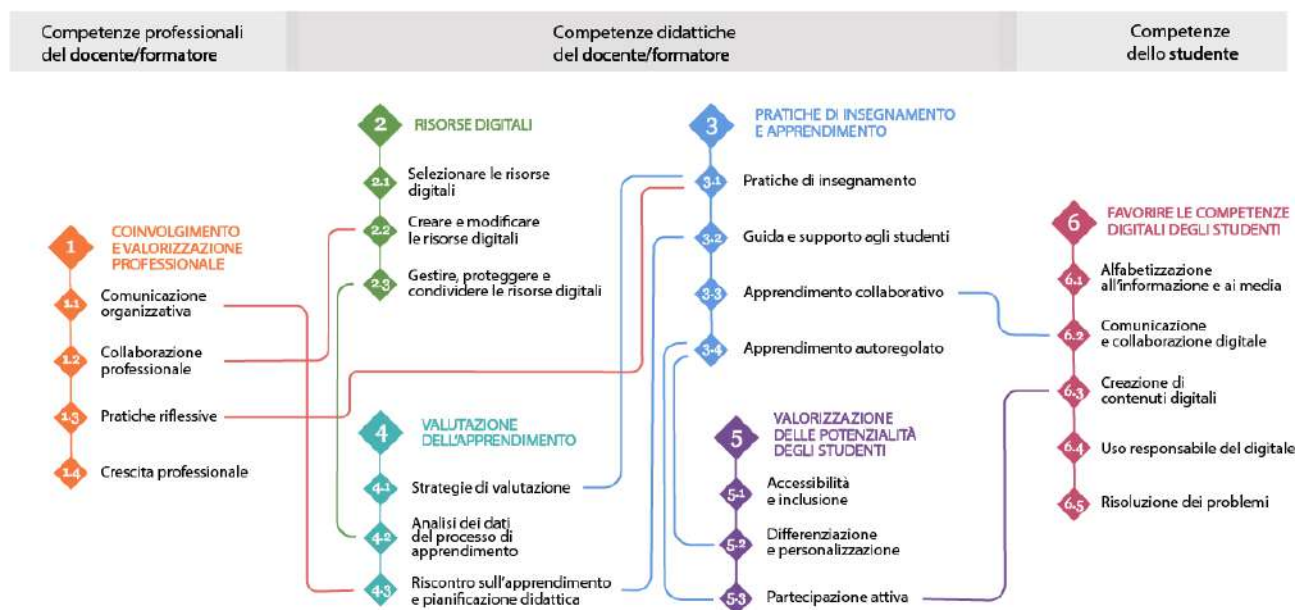 Competenze professionali
del docente/formatore
Competenze didattiche
del docente/formatore
Competenze
dello studente
1
COINVOLGIMENTO
E VALORIZZAZIONE
PROFESSIONALE
1.1
Comunicazione
organizzativa
1.2
Collaborazione
professionale
1.3
Pratiche riflessive
1.4
Crescita professionale
2
RISORSE DIGITALI
2.1
Selezionare le risorse
digitali
2.2
Creare e modificare
le risorse digitali
2.3
Gestire, proteggere e
condividere le risorse digitali
3
PRATICHE DI INSEGNAMENTO
E APPRENDIMENTO
3.1
Pratiche di insegnamento
3.2
Guida e supporto agli studenti
3.3
Apprendimento collaborativo
3.4
Apprendimento autoregolato
4
VALUTAZIONE
DELL'APPRENDIMENTO
4.1
Strategie di valutazione
4.2
Analisi dei dati
del processo di
apprendimento
4.3
Riscontro sull'apprendimento
e pianificazione didattica
5
VALORIZZAZIONE
DELLE POTENZIALITÀ
DEGLI STUDENTI
5.1
Accessibilità
e inclusione
5.2
Differenziazione
e personalizzazione
5.3
Partecipazione attiva
6
FAVORIRE LE COMPETENZE
DIGITALI DEGLI STUDENTI
6.1
Alfabetizzazione
all'informazione e ai media
6.2
Comunicazione
e collaborazione digitale
6.3
Creazione di
contenuti digitali
6.4
Uso responsabile del digitale
6.5
Risoluzione dei problemi